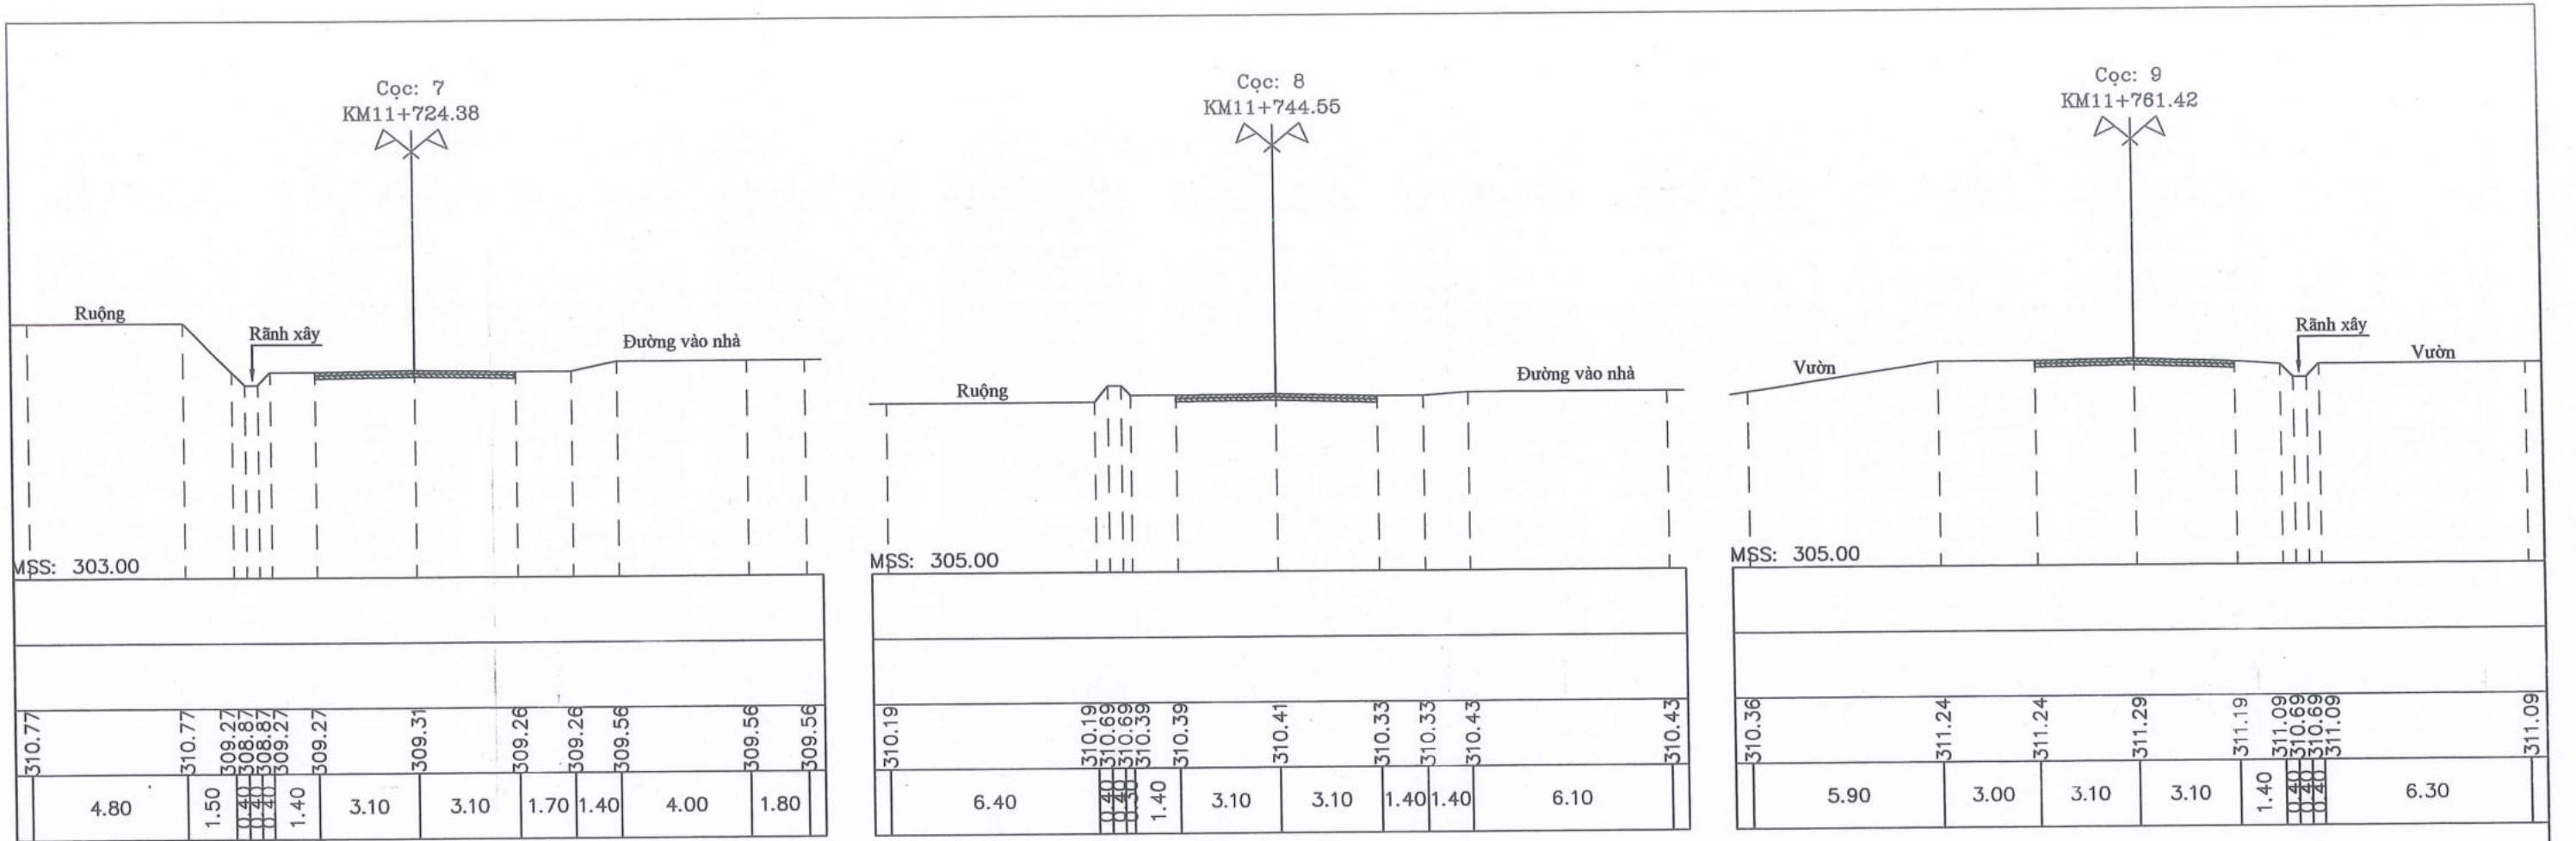 Cọc: 7
KM11+724.38
Ruộng
Rãnh xây
Đường vào nhà
MSS: 303.00
310.77 310.77 309.27 308.87 308.87 309.27 309.27 309.31 309.26 309.26 309.56 309.56 309.56
4.80 1.50 0.40 0.40 0.40 1.40 3.10 3.10 1.70 1.40 4.00 1.80
Cọc: 8
KM11+744.55
Ruộng
Đường vào nhà
MSS: 305.00
310.19 310.19 310.69 310.69 310.39 310.39 310.41 310.33 310.33 310.43 310.43
6.40 0.40 0.40 0.30 1.40 3.10 3.10 1.40 1.40 6.10
Cọc: 9
KM11+761.42
Vườn
Rãnh xây
Vườn
MSS: 305.00
310.36 311.24 311.24 311.29 311.19 311.09 310.69 310.69 311.09 311.09
5.90 3.00 3.10 3.10 1.40 0.40 0.40 0.40 6.30